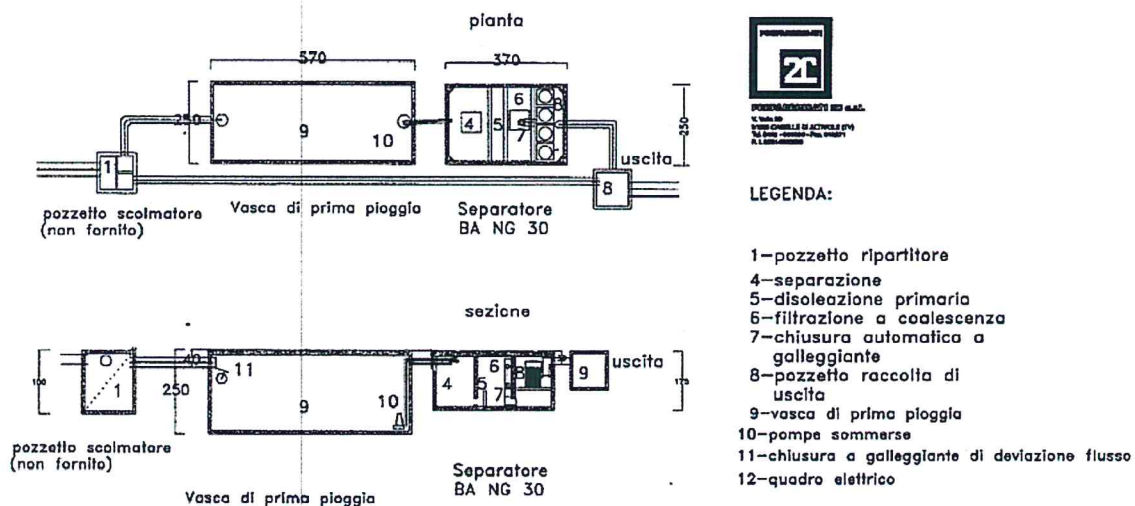 pianta
570
370
250
9
10
4
5
6
7
8
250
1
uscita
8
pozzetto scolmatore
(non fornito)
Vasca di prima pioggia
Separatore
BA NG 30
sezione
40
100
1
11
250
9
10
4
5
6
7
8
9
uscita
175
pozzetto scolmatore
(non fornito)
Vasca di prima pioggia
Separatore
BA NG 30
2C
LEGENDA:
1-pozzetto ripartitore
4-separazione
5-disoleazione primaria
6-filtrazione a coalescenza
7-chiusura automatica a
galleggiante
8-pozzetto raccolta di
uscita
9-vasca di prima pioggia
10-pompe sommerse
11-chiusura a galleggiante di deviazione flusso
12-quadro elettrico